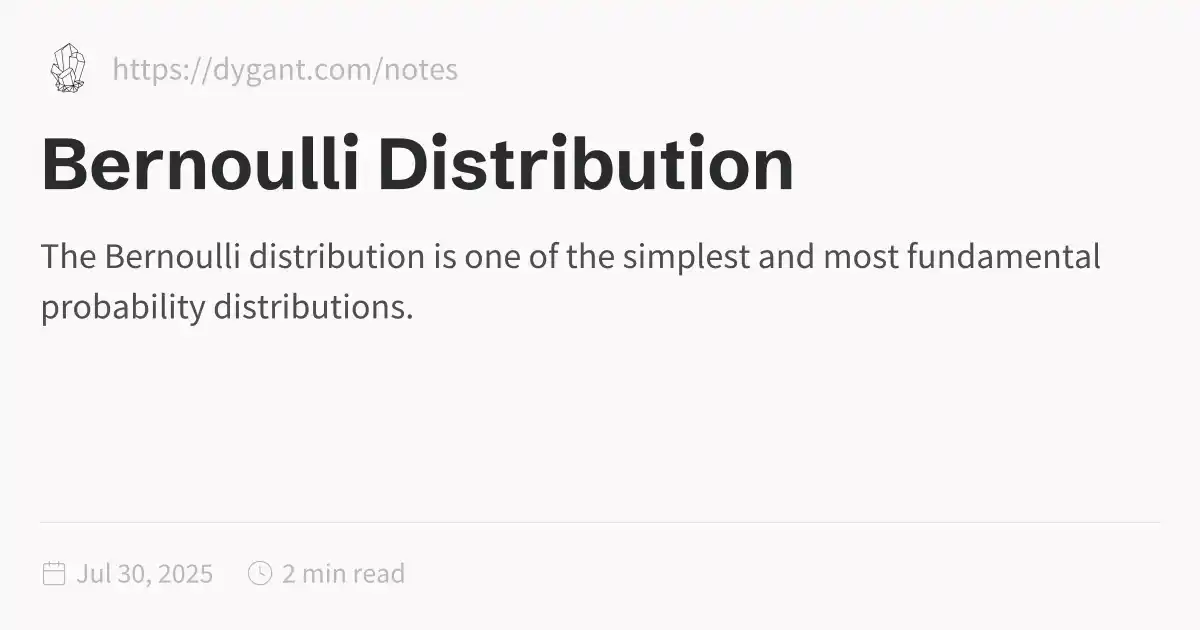 https://dygant.com/notes
Bernoulli Distribution
The Bernoulli distribution is one of the simplest and most fundamental
probability distributions.
Jul 30, 2025 2 min read